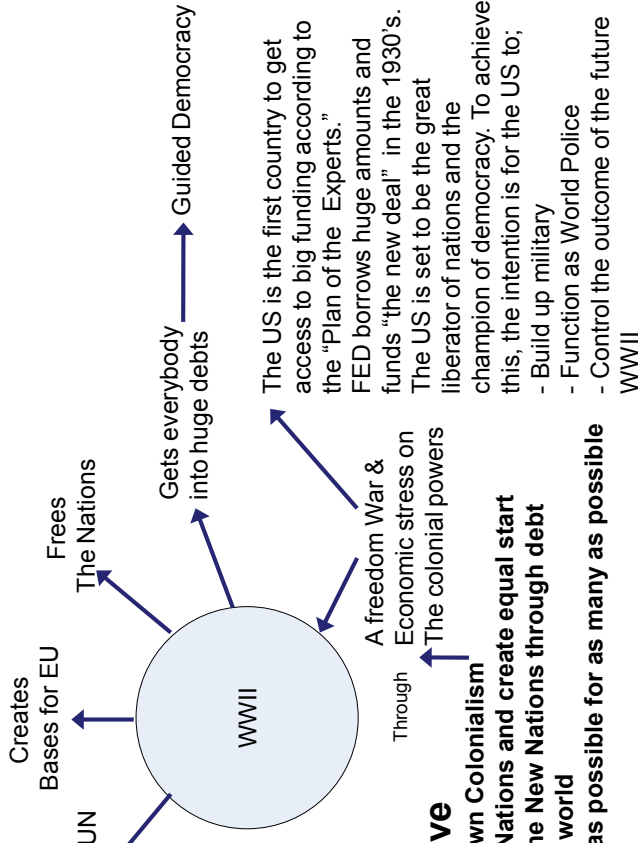 UN
Creates
Bases for EU
Frees
The Nations
Gets everybody
into huge debts
Guided Democracy
WWII
The US is the first country to get
access to big funding according to
the “Plan of the Experts.”
FED borrows huge amounts and
funds “the new deal” in the 1930’s.
The US is set to be the great
liberator of nations and the
champion of democracy. To achieve
this, the intention is for the US to;
- Build up military
- Function as World Police
- Control the outcome of the future
WWII
A freedom War &
Economic stress on
The colonial powers
Through
ve
wn Colonialism
Nations and create equal start
he New Nations through debt
world
as possible for as many as possible